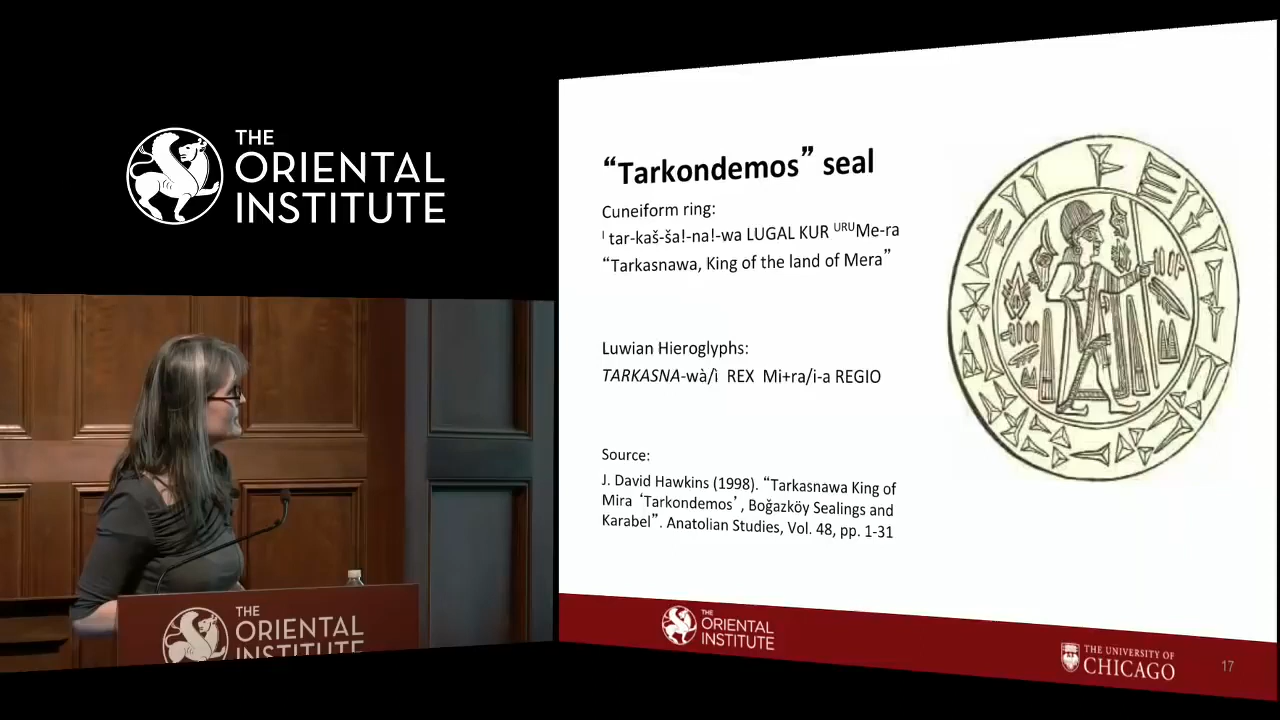 THE
ORIENTAL
INSTITUTE
THE
ORIENTAL
INSTITUTE
“Tarkondemos” seal
Cuneiform ring:
I tar-kaš-ša!-na!-wa LUGAL KUR URUMe-ra
“Tarkasnawa, King of the land of Mera”
Luwian Hieroglyphs:
TARKASNA-wà/ì REX Mi+ra/i-a REGIO
Source:
J. David Hawkins (1998). “Tarkasnawa King of
Mira ‘Tarkondemos’, Boğazköy Sealings and
Karabel”. Anatolian Studies, Vol. 48, pp. 1-31
THE
ORIENTAL
INSTITUTE
THE UNIVERSITY OF
CHICAGO
17